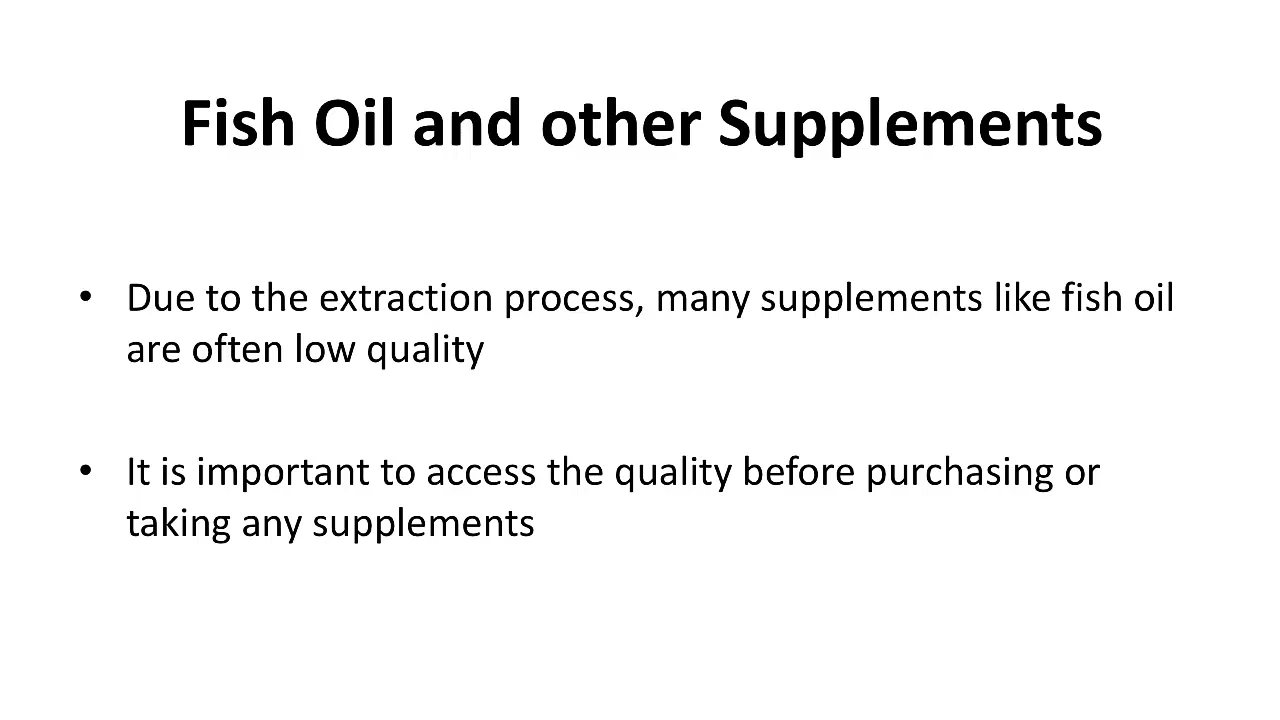 Fish Oil and other Supplements
• Due to the extraction process, many supplements like fish oil
are often low quality
• It is important to access the quality before purchasing or
taking any supplements